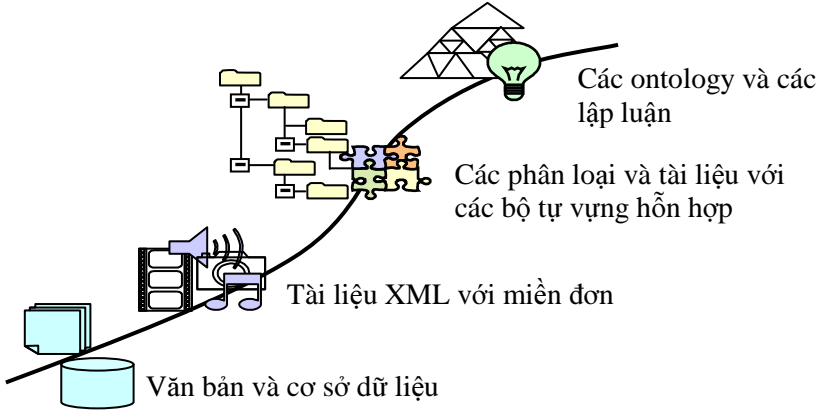 Các ontology và các
lập luận
Các phân loại và tài liệu với
các bộ tự vựng hỗn hợp
Tài liệu XML với miền đơn
Văn bản và cơ sở dữ liệu